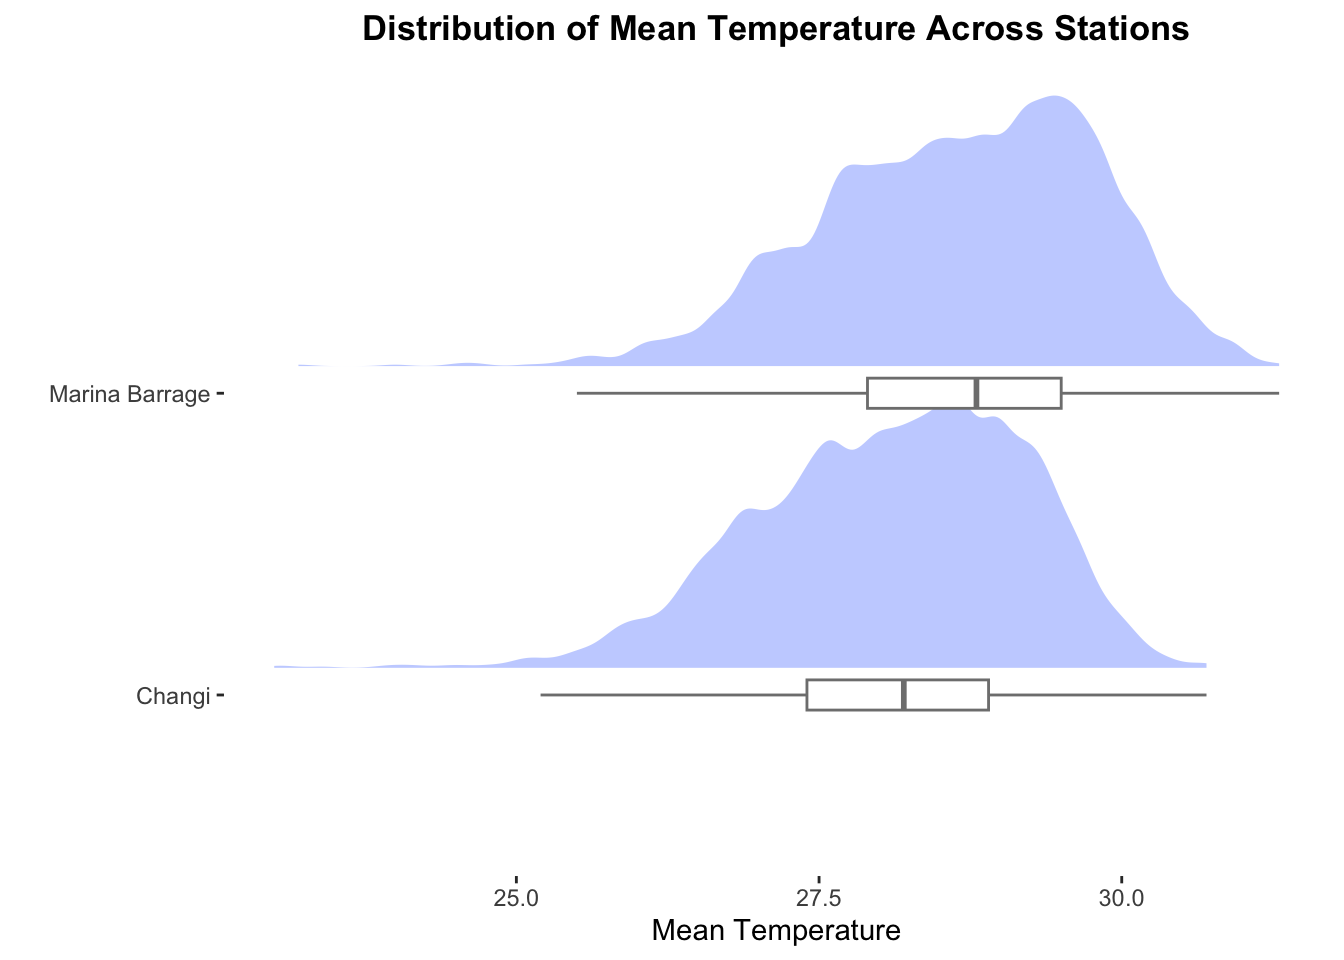 Distribution of Mean Temperature Across Stations
Marina Barrage
Changi
25.0 27.5 30.0
Mean Temperature